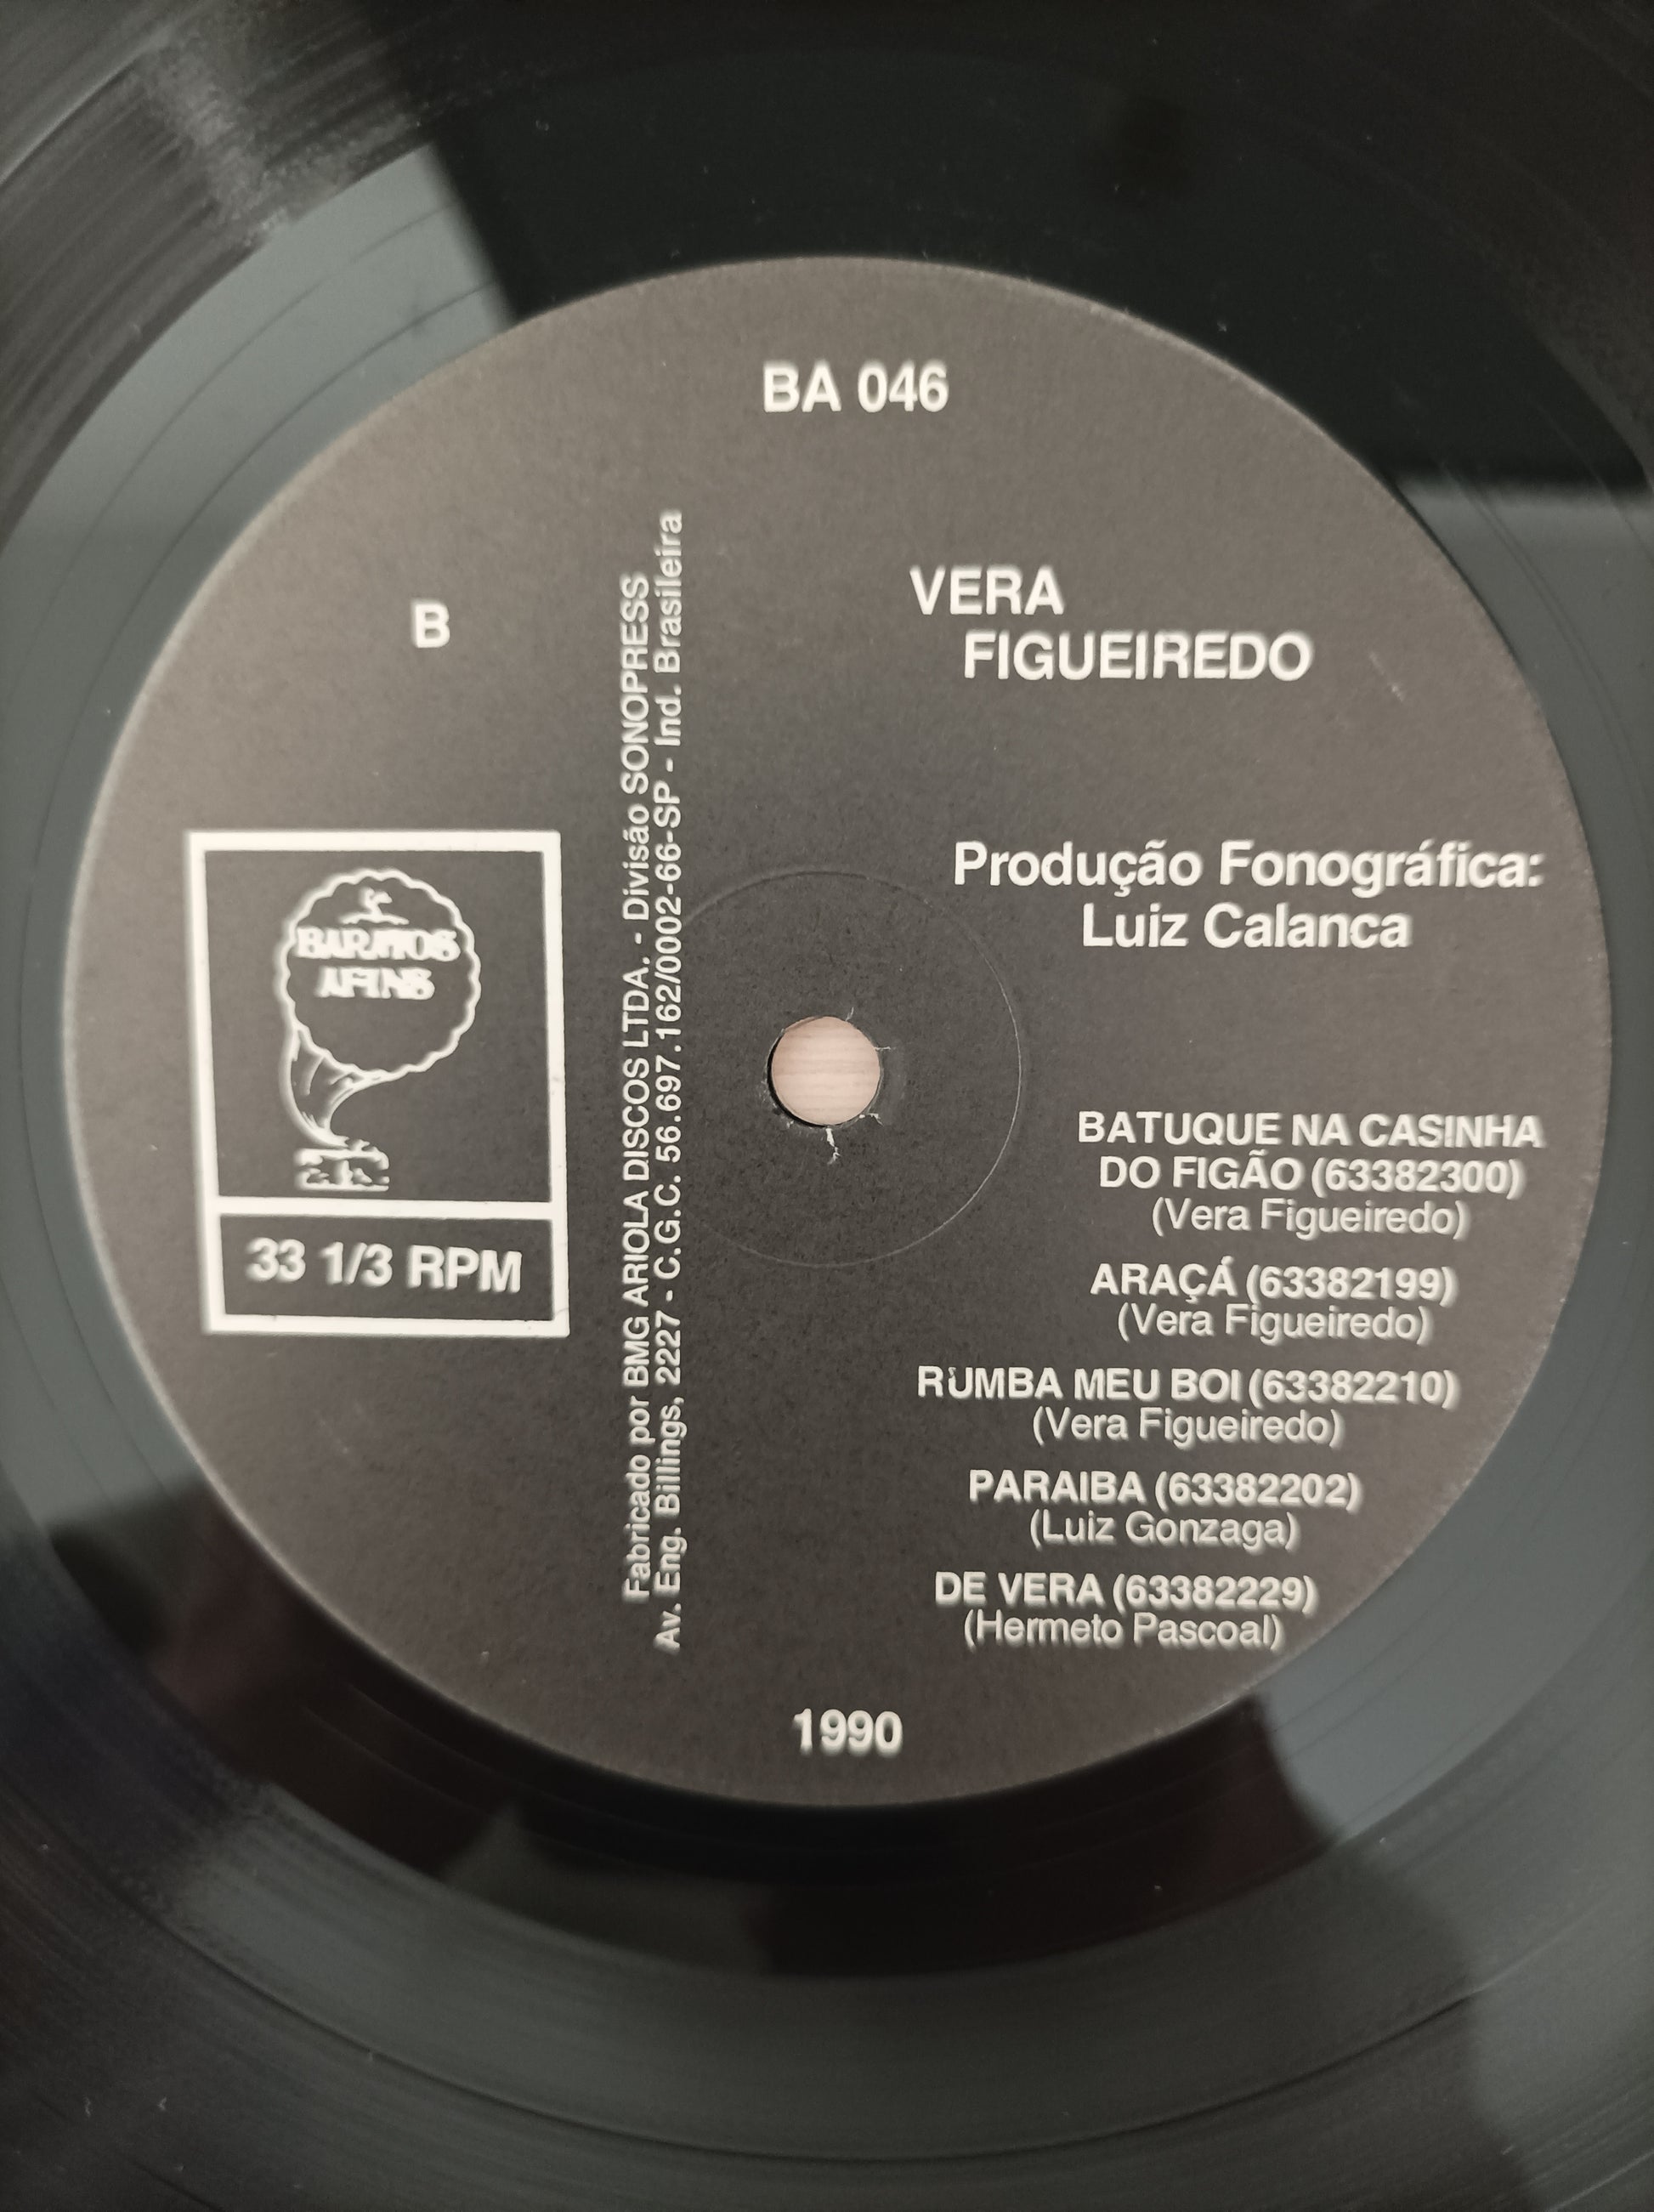 BA 046
B
VERA
FIGUEIREDO
Produção Fonográfica:
Luiz Calanca
BARATOS
AFINS
33 1/3 RPM
Fabricado por BMG ARIOLA DISCOS LTDA. - Divisão SONOPRESS
Av. Eng. Billings, 2227 - C.G.C. 56.697.162/0002-66-SP - Ind. Brasileira
BATUQUE NA CASINHA
DO FIGÃO (63382300)
(Vera Figueiredo)
ARAÇÁ (63382199)
(Vera Figueiredo)
RUMBA MEU BOI (63382210)
(Vera Figueiredo)
PARAIBA (63382202)
(Luiz Gonzaga)
DE VERA (63382229)
(Hermeto Pascoal)
1990